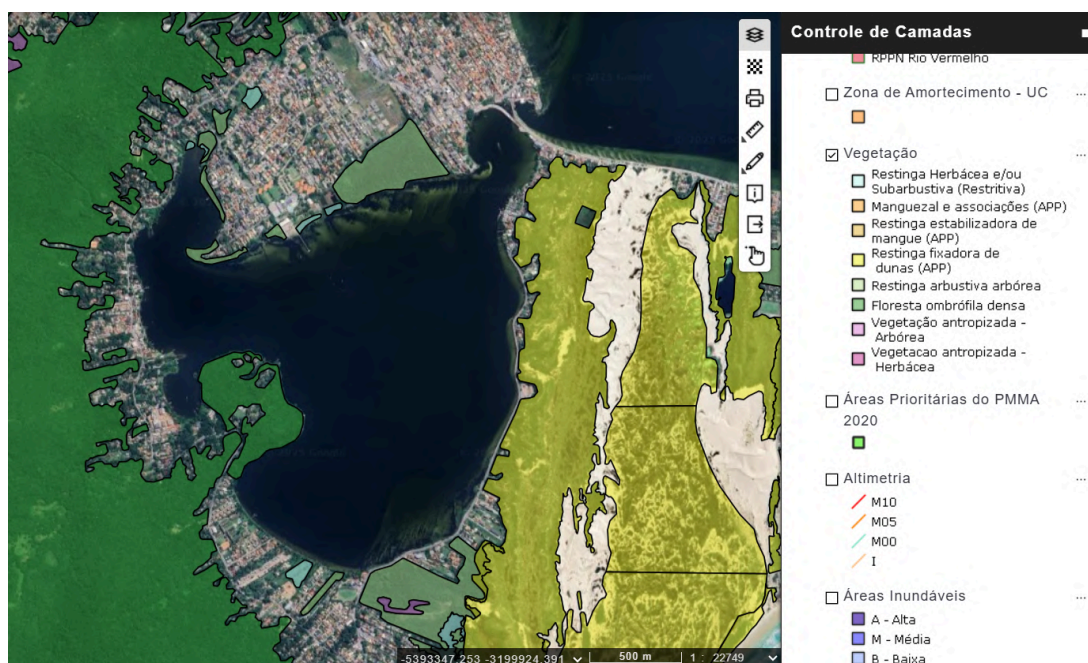 Controle de Camadas
RPPN Rio Vermelho
Zona de Amortecimento - UC
...
Vegetação
...
Restinga Herbácea e/ou
Subarbustiva (Restritiva)
Manguezal e associações (APP)
Restinga estabilizadora de
mangue (APP)
Restinga fixadora de
dunas (APP)
Restinga arbustiva arbórea
Floresta ombrófila densa
Vegetação antropizada -
Arbórea
Vegetacao antropizada -
Herbácea
Áreas Prioritárias do PMMA
...
2020
Altimetria
...
M10
M05
M00
I
Áreas Inundáveis
...
A - Alta
M - Média
B - Baixa
-5393347.253 -3199924.391
500 m
1 : 22749